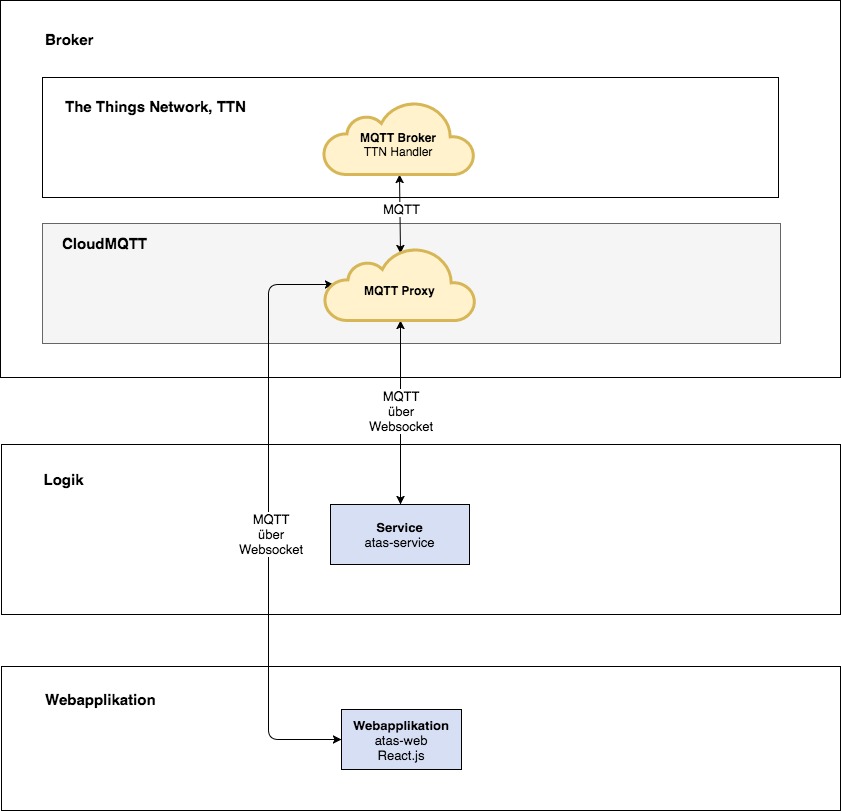 Broker
The Things Network, TTN
MQTT Broker
TTN Handler
MQTT
CloudMQTT
MQTT Proxy
MQTT
über
Websocket
Logik
Service
atas-service
MQTT
über
Websocket
Webapplikation
Webapplikation
atas-web
React.js